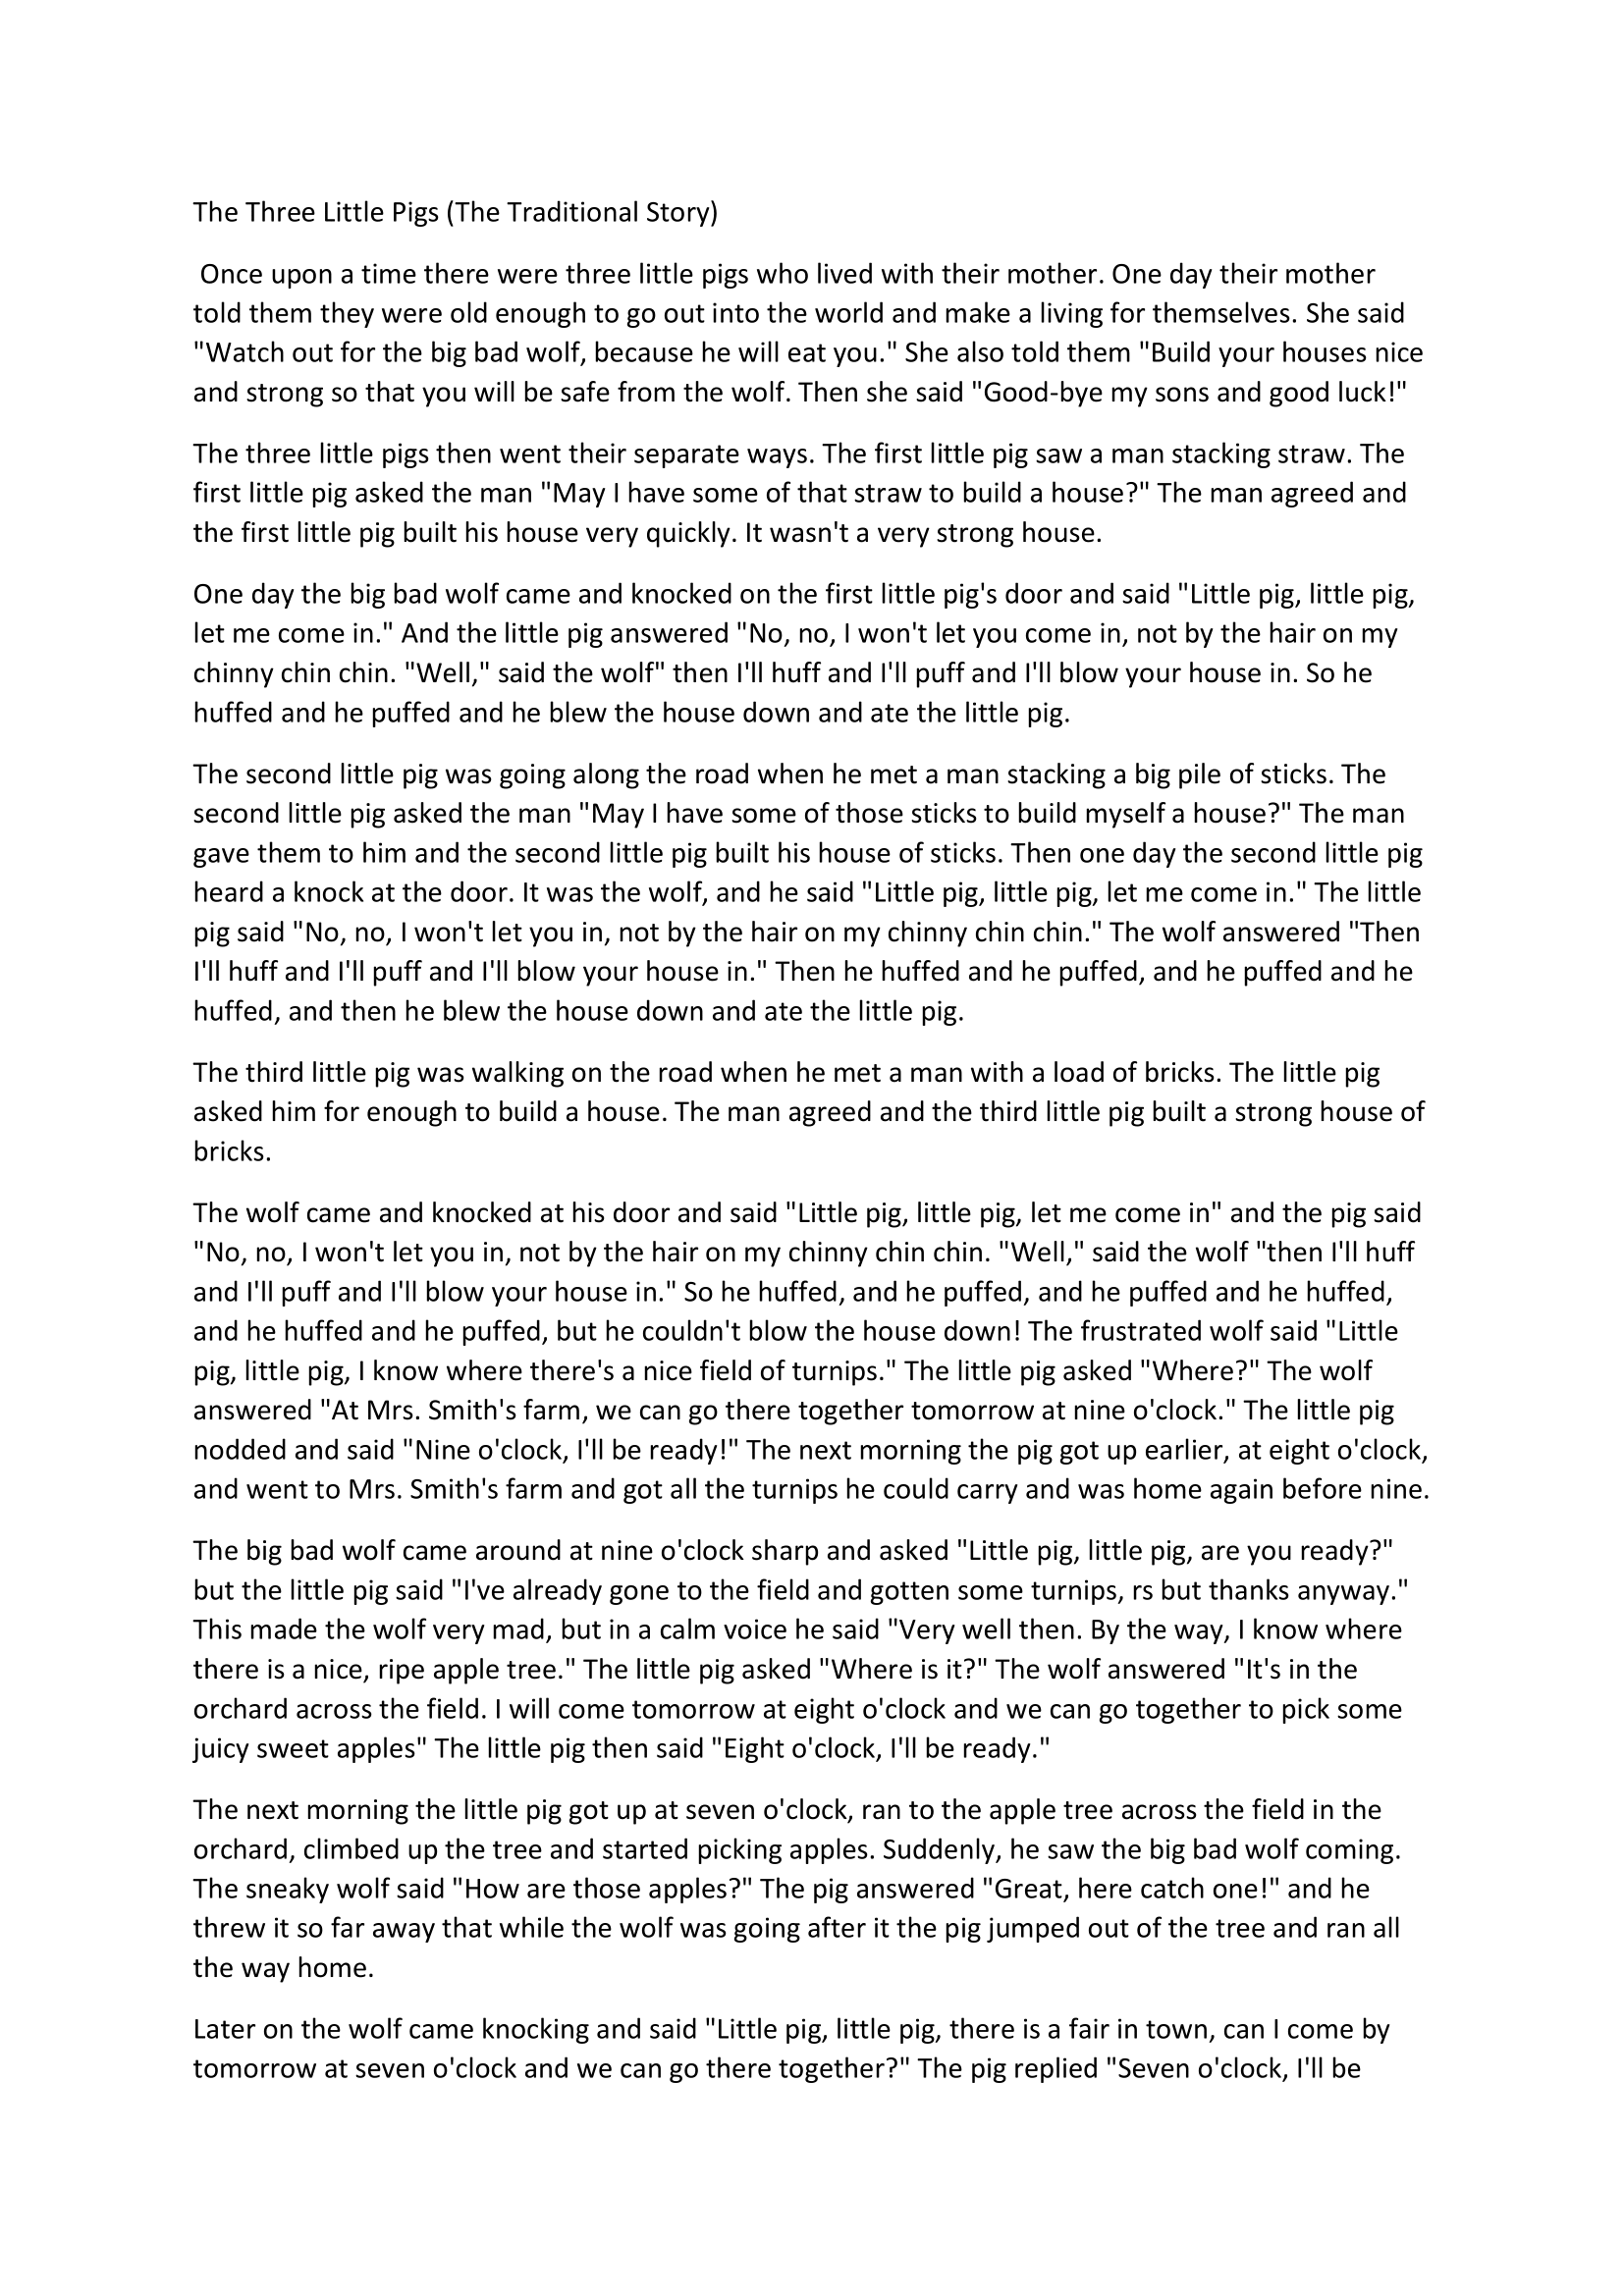 The Three Little Pigs (The Traditional Story)
Once upon a time there were three little pigs who lived with their mother. One day their mother
told them they were old enough to go out into the world and make a living for themselves. She said
"Watch out for the big bad wolf, because he will eat you." She also told them "Build your houses nice
and strong so that you will be safe from the wolf. Then she said "Good-bye my sons and good luck!"
The three little pigs then went their separate ways. The first little pig saw a man stacking straw. The
first little pig asked the man "May I have some of that straw to build a house?" The man agreed and
the first little pig built his house very quickly. It wasn't a very strong house.
One day the big bad wolf came and knocked on the first little pig's door and said "Little pig, little pig,
let me come in." And the little pig answered "No, no, I won't let you come in, not by the hair on my
chinny chin chin. "Well," said the wolf" then I'll huff and I'll puff and I'll blow your house in. So he
huffed and he puffed and he blew the house down and ate the little pig.
The second little pig was going along the road when he met a man stacking a big pile of sticks. The
second little pig asked the man "May I have some of those sticks to build myself a house?" The man
gave them to him and the second little pig built his house of sticks. Then one day the second little pig
heard a knock at the door. It was the wolf, and he said "Little pig, little pig, let me come in." The little
pig said "No, no, I won't let you in, not by the hair on my chinny chin chin." The wolf answered "Then
I'll huff and I'll puff and I'll blow your house in." Then he huffed and he puffed, and he puffed and he
huffed, and then he blew the house down and ate the little pig.
The third little pig was walking on the road when he met a man with a load of bricks. The little pig
asked him for enough to build a house. The man agreed and the third little pig built a strong house of
bricks.
The wolf came and knocked at his door and said "Little pig, little pig, let me come in" and the pig said
"No, no, I won't let you in, not by the hair on my chinny chin chin. "Well," said the wolf "then I'll huff
and I'll puff and I'll blow your house in." So he huffed, and he puffed, and he puffed and he huffed,
and he huffed and he puffed, but he couldn't blow the house down! The frustrated wolf said "Little
pig, little pig, I know where there's a nice field of turnips." The little pig asked "Where?" The wolf
answered "At Mrs. Smith's farm, we can go there together tomorrow at nine o'clock." The little pig
nodded and said "Nine o'clock, I'll be ready!" The next morning the pig got up earlier, at eight o'clock,
and went to Mrs. Smith's farm and got all the turnips he could carry and was home again before nine.
The big bad wolf came around at nine o'clock sharp and asked "Little pig, little pig, are you ready?"
but the little pig said "I've already gone to the field and gotten some turnips, rs but thanks anyway."
This made the wolf very mad, but in a calm voice he said "Very well then. By the way, I know where
there is a nice, ripe apple tree." The little pig asked "Where is it?" The wolf answered "It's in the
orchard across the field. I will come tomorrow at eight o'clock and we can go together to pick some
juicy sweet apples" The little pig then said "Eight o'clock, I'll be ready."
The next morning the little pig got up at seven o'clock, ran to the apple tree across the field in the
orchard, climbed up the tree and started picking apples. Suddenly, he saw the big bad wolf coming.
The sneaky wolf said "How are those apples?" The pig answered "Great, here catch one!" and he
threw it so far away that while the wolf was going after it the pig jumped out of the tree and ran all
the way home.
Later on the wolf came knocking and said "Little pig, little pig, there is a fair in town, can I come by
tomorrow at seven o'clock and we can go there together?" The pig replied "Seven o'clock, I'll be